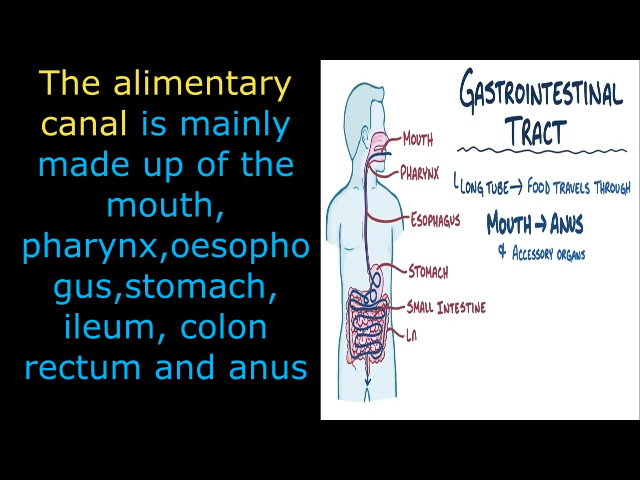 The alimentary
canal is mainly
made up of the
mouth,
pharynx,oesopho
gus,stomach,
ileum, colon
rectum and anus
GASTROINTESTINAL
TRACT
LONG TUBE → FOOD TRAVELS THROUGH
MOUTH → ANUS
& ACCESSORY ORGANS
MOUTH
PHARYNX
ESOPHAGUS
STOMACH
SMALL INTESTINE